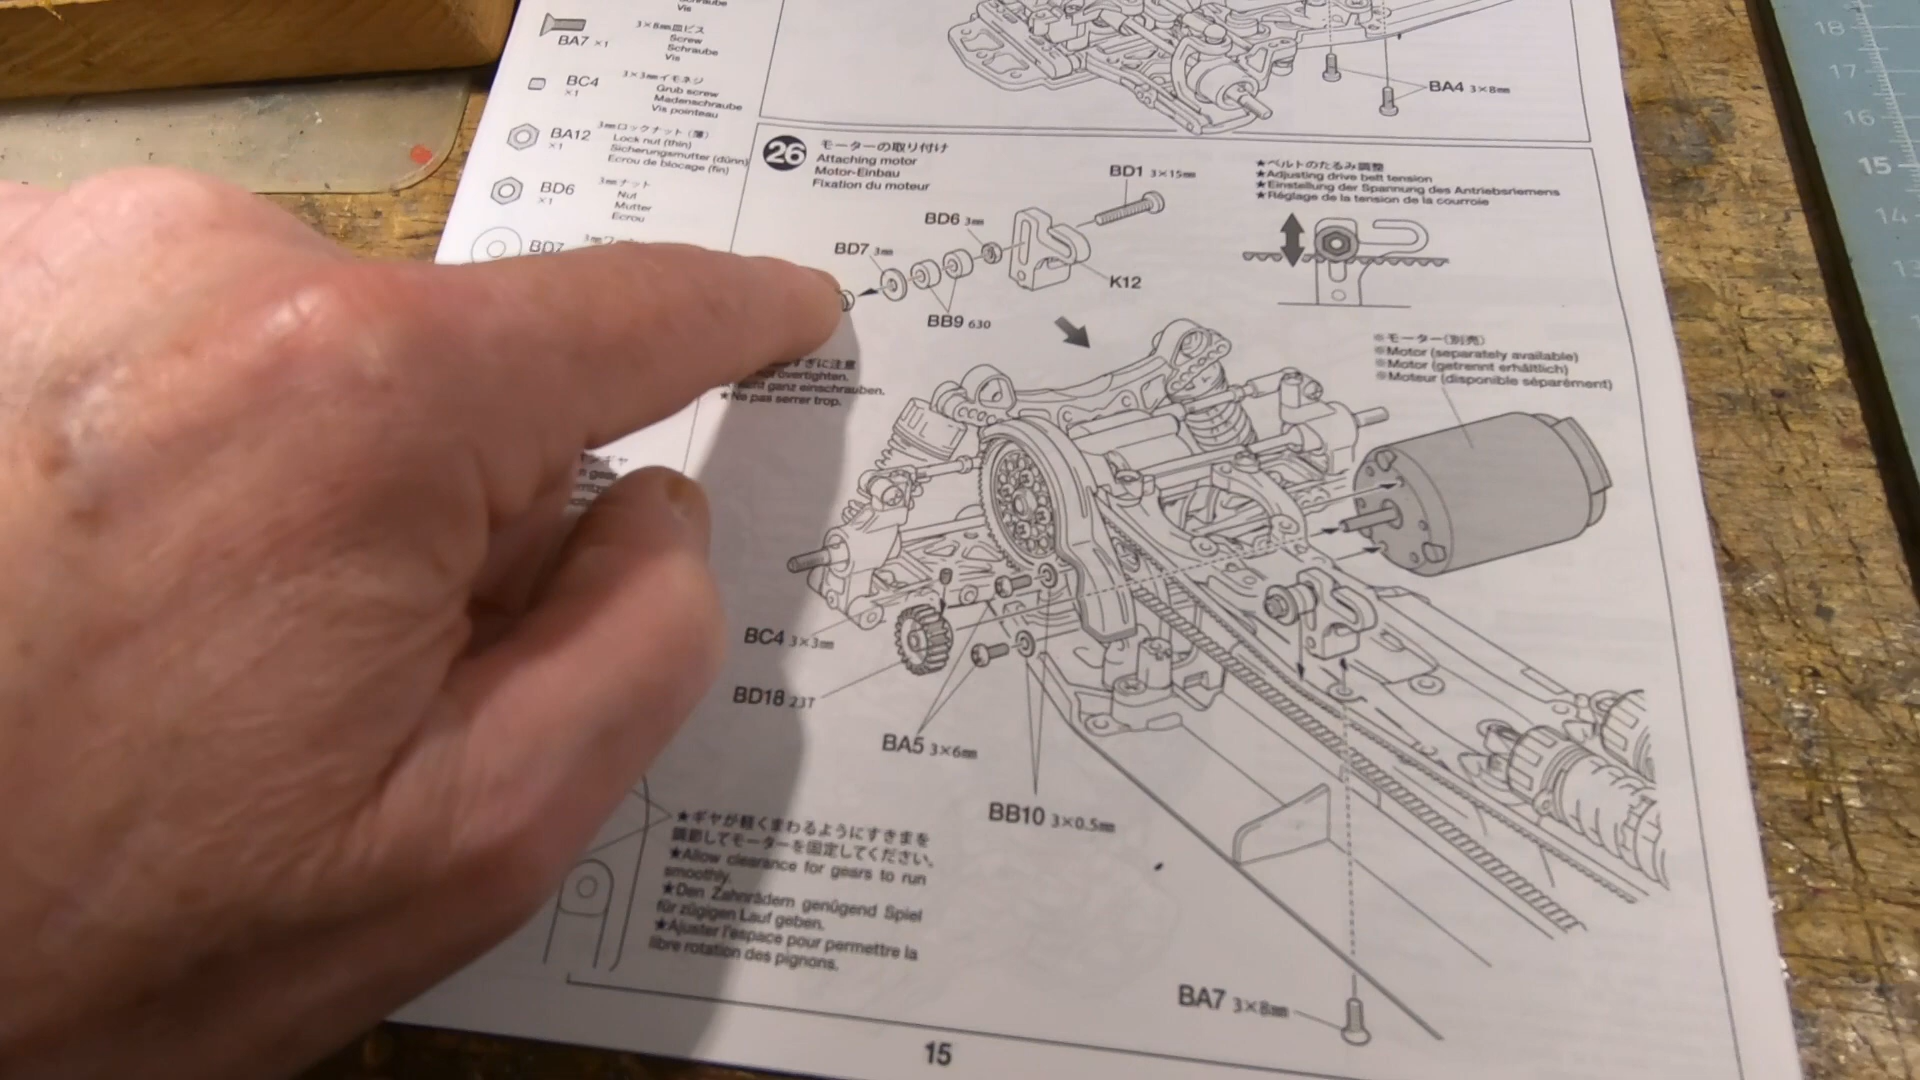 Vis
BA7 ×1
3×8mm皿ビス
Screw
Schraube
Vis
BC4
×1
3×3mmイモネジ
Grub screw
Madenschraube
Vis pointeau
BA12
×1
3mmロックナット(薄)
Lock nut (thin)
Sicherungsmutter (dünn)
Ecrou de blocage (fin)
BD6
×1
3mmナット
Nut
Mutter
Ecrou
BD7
BA4 3×8mm
26
モーターの取り付け
Attaching motor
Motor-Einbau
Fixation du moteur
BD1 3×15mm
BD6 3mm
BD7 3mm
BB9 630
K12
★ベルトのたるみ調整
★Adjusting drive belt tension
★Einstellung der Spannung des Antriebsriemens
★Réglage de la tension de la courroie
すぎに注意
overtighten.
ganz einschrauben.
★Ne pas serrer trop.
※モーター(別売)
※Motor (separately available)
※Motor (getrennt erhältlich)
※Moteur (disponible séparément)
BC4 3×3mm
BD18 23T
BA5 3×6mm
BB10 3×0.5mm
★ギヤが軽くまわるようにすきまを
調節してモーターを固定してください。
★Allow clearance for gears to run
smoothly.
★Den Zahnrädern genügend Spiel
für zügigen Lauf geben.
★Ajuster l'espace pour permettre la
libre rotation des pignons.
BA7 3×8mm
15
18
17
16
15
14
13